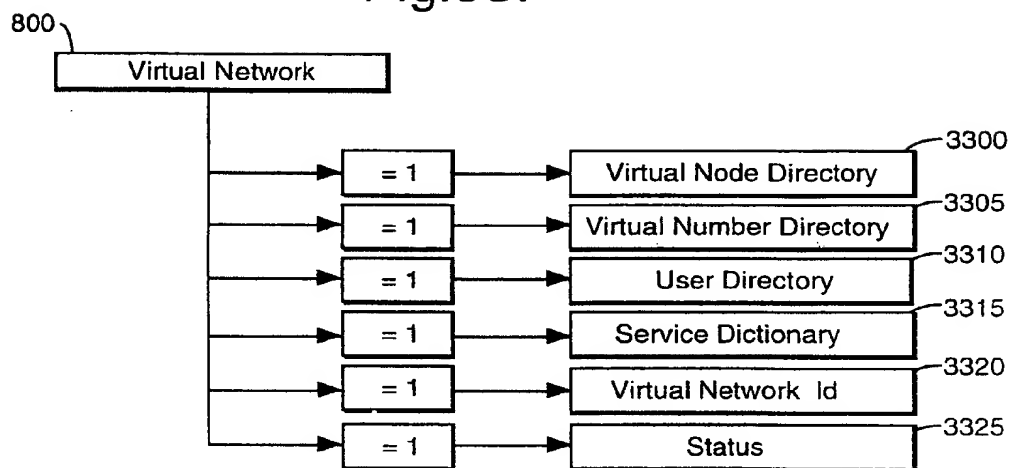 800
Virtual Network
= 1 Virtual Node Directory 3300
= 1 Virtual Number Directory 3305
= 1 User Directory 3310
= 1 Service Dictionary 3315
= 1 Virtual Network Id 3320
= 1 Status 3325